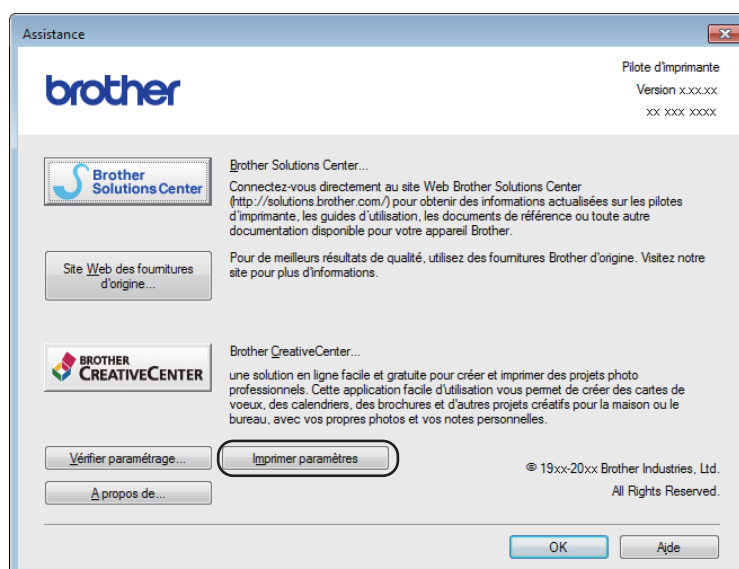 Assistance
brother
Pilote d'imprimante
Version x.xx.xx
xx xxx xxxx
Brother
Solutions Center
Brother Solutions Center...
Connectez-vous directement au site Web Brother Solutions Center
(http://solutions.brother.com/) pour obtenir des informations actualisées sur les pilotes
d'imprimante, les guides d'utilisation, les documents de référence ou toute autre
documentation disponible pour votre appareil Brother.
Site Web des fournitures
d'origine...
Pour de meilleurs résultats de qualité, utilisez des fournitures Brother d'origine. Visitez notre
site pour plus d'informations.
BROTHER
CREATIVECENTER
Brother CreativeCenter...
une solution en ligne facile et gratuite pour créer et imprimer des projets photo
professionnels. Cette application facile d'utilisation vous permet de créer des cartes de
voeux, des calendriers, des brochures et d'autres projets créatifs pour la maison ou le
bureau, avec vos propres photos et vos notes personnelles.
Vérifier paramétrage...
Imprimer paramètres
A propos de...
© 19xx-20xx Brother Industries, Ltd.
All Rights Reserved.
OK
Aide